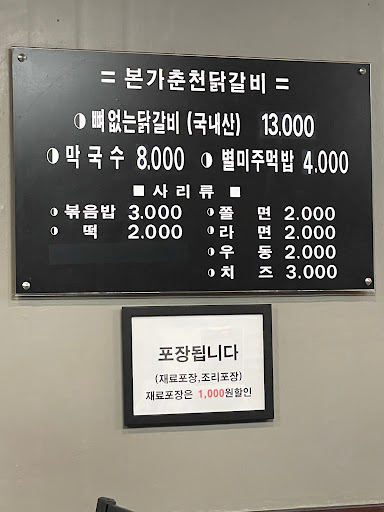 = 본가춘천닭갈비 =
뼈없는닭갈비 (국내산) 13.000
막국수 8.000 별미주먹밥 4.000
■ 사 리 류 ■
볶음밥 3.000 쫄 면 2.000
떡 2.000 라 면 2.000
우 동 2.000
치 즈 3.000
포장됩니다
(재료포장,조리포장)
재료포장은 1,000원할인